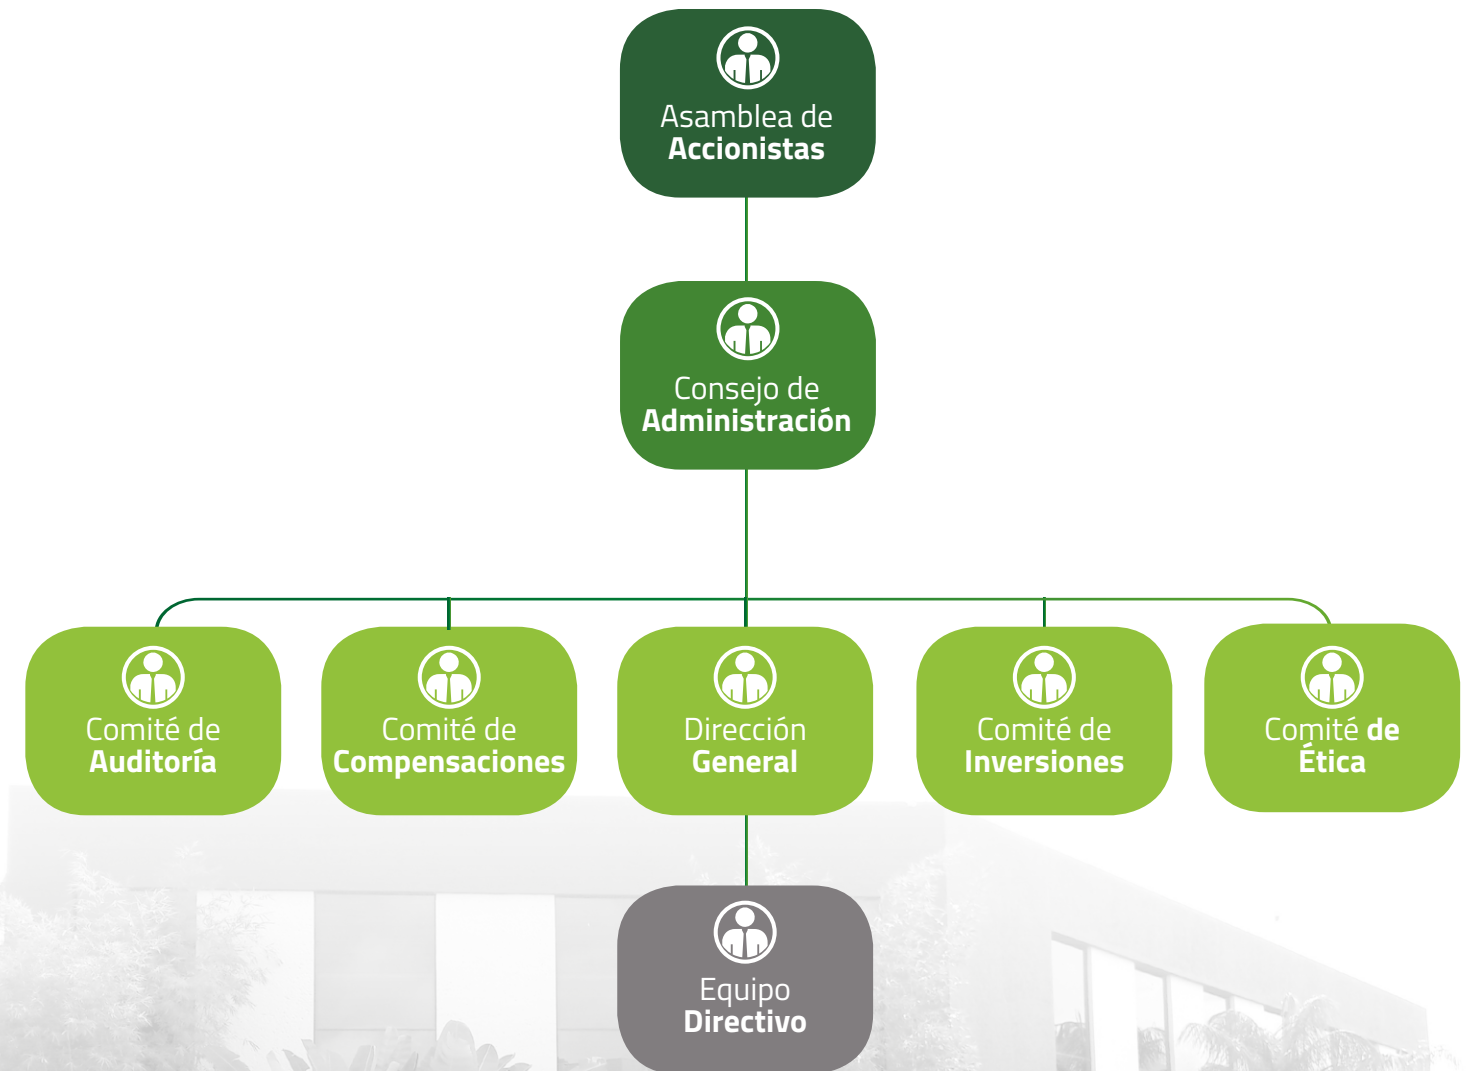 Asamblea de
Accionistas
Consejo de
Administración
Comité de
Auditoría
Comité de
Compensaciones
Dirección
General
Comité de
Inversiones
Comité de
Ética
Equipo
Directivo